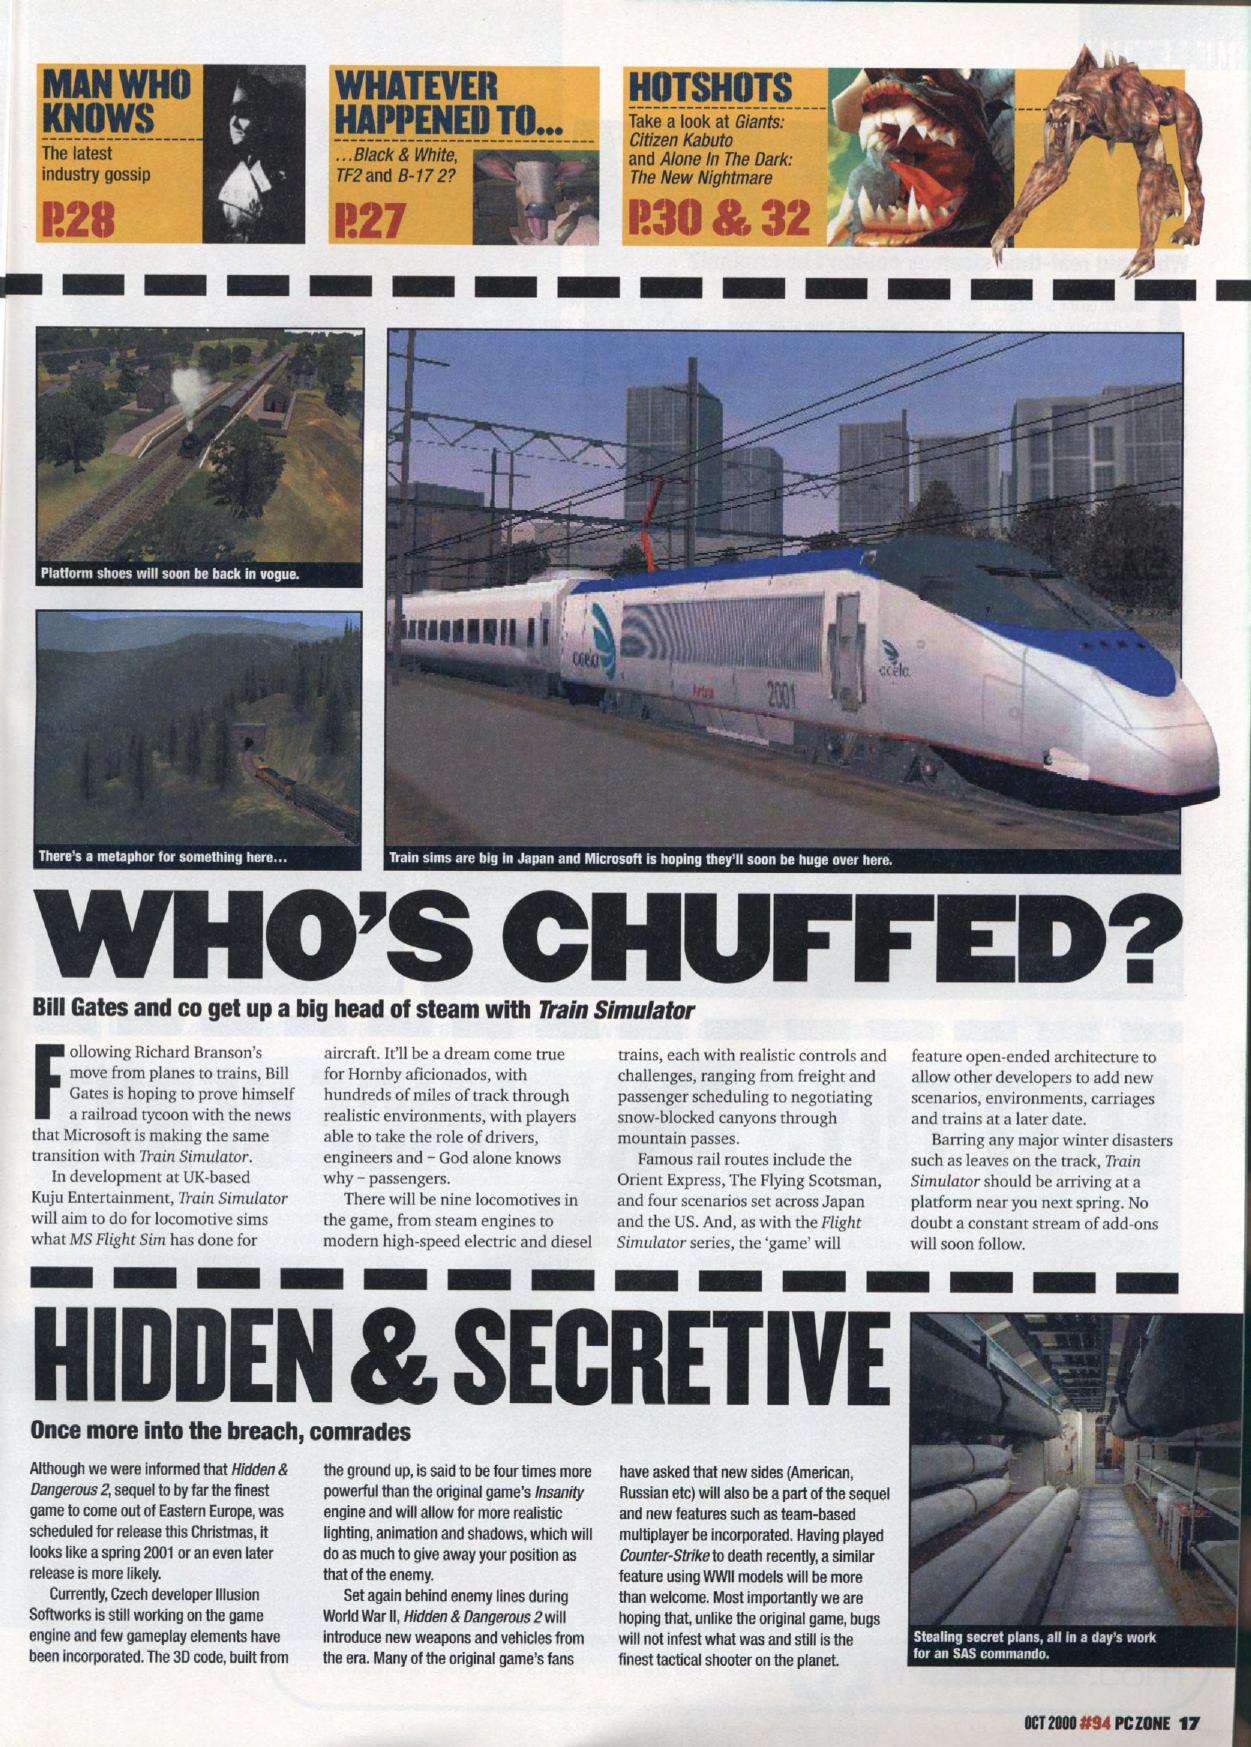 MAN WHO
KNOWS
The latest
industry gossip
P.28
WHATEVER
HAPPENED TO...
...Black & White,
TF2 and B-17 2?
P.27
HOTSHOTS
Take a look at Giants:
Citizen Kabuto
and Alone In The Dark:
The New Nightmare
P.30 & 32
Platform shoes will soon be back in vogue.
There's a metaphor for something here...
acela
2001
acela
Train sims are big in Japan and Microsoft is hoping they'll soon be huge over here.
WHO'S CHUFFED?
Bill Gates and co get up a big head of steam with Train Simulator
Following Richard Branson's
move from planes to trains, Bill
Gates is hoping to prove himself
a railroad tycoon with the news
that Microsoft is making the same
transition with Train Simulator.
In development at UK-based
Kuju Entertainment, Train Simulator
will aim to do for locomotive sims
what MS Flight Sim has done for
aircraft. It'll be a dream come true
for Hornby aficionados, with
hundreds of miles of track through
realistic environments, with players
able to take the role of drivers,
engineers and – God alone knows
why – passengers.
There will be nine locomotives in
the game, from steam engines to
modern high-speed electric and diesel
trains, each with realistic controls and
challenges, ranging from freight and
passenger scheduling to negotiating
snow-blocked canyons through
mountain passes.
Famous rail routes include the
Orient Express, The Flying Scotsman,
and four scenarios set across Japan
and the US. And, as with the Flight
Simulator series, the 'game' will
feature open-ended architecture to
allow other developers to add new
scenarios, environments, carriages
and trains at a later date.
Barring any major winter disasters
such as leaves on the track, Train
Simulator should be arriving at a
platform near you next spring. No
doubt a constant stream of add-ons
will soon follow.
HIDDEN & SECRETIVE
Once more into the breach, comrades
Although we were informed that Hidden &
Dangerous 2, sequel to by far the finest
game to come out of Eastern Europe, was
scheduled for release this Christmas, it
looks like a spring 2001 or an even later
release is more likely.
Currently, Czech developer Illusion
Softworks is still working on the game
engine and few gameplay elements have
been incorporated. The 3D code, built from
the ground up, is said to be four times more
powerful than the original game's Insanity
engine and will allow for more realistic
lighting, animation and shadows, which will
do as much to give away your position as
that of the enemy.
Set again behind enemy lines during
World War II, Hidden & Dangerous 2 will
introduce new weapons and vehicles from
the era. Many of the original game's fans
have asked that new sides (American,
Russian etc) will also be a part of the sequel
and new features such as team-based
multiplayer be incorporated. Having played
Counter-Strike to death recently, a similar
feature using WWII models will be more
than welcome. Most importantly we are
hoping that, unlike the original game, bugs
will not infest what was and still is the
finest tactical shooter on the planet.
Stealing secret plans, all in a day's work
for an SAS commando.
OCT 2000 #94 PC ZONE 17